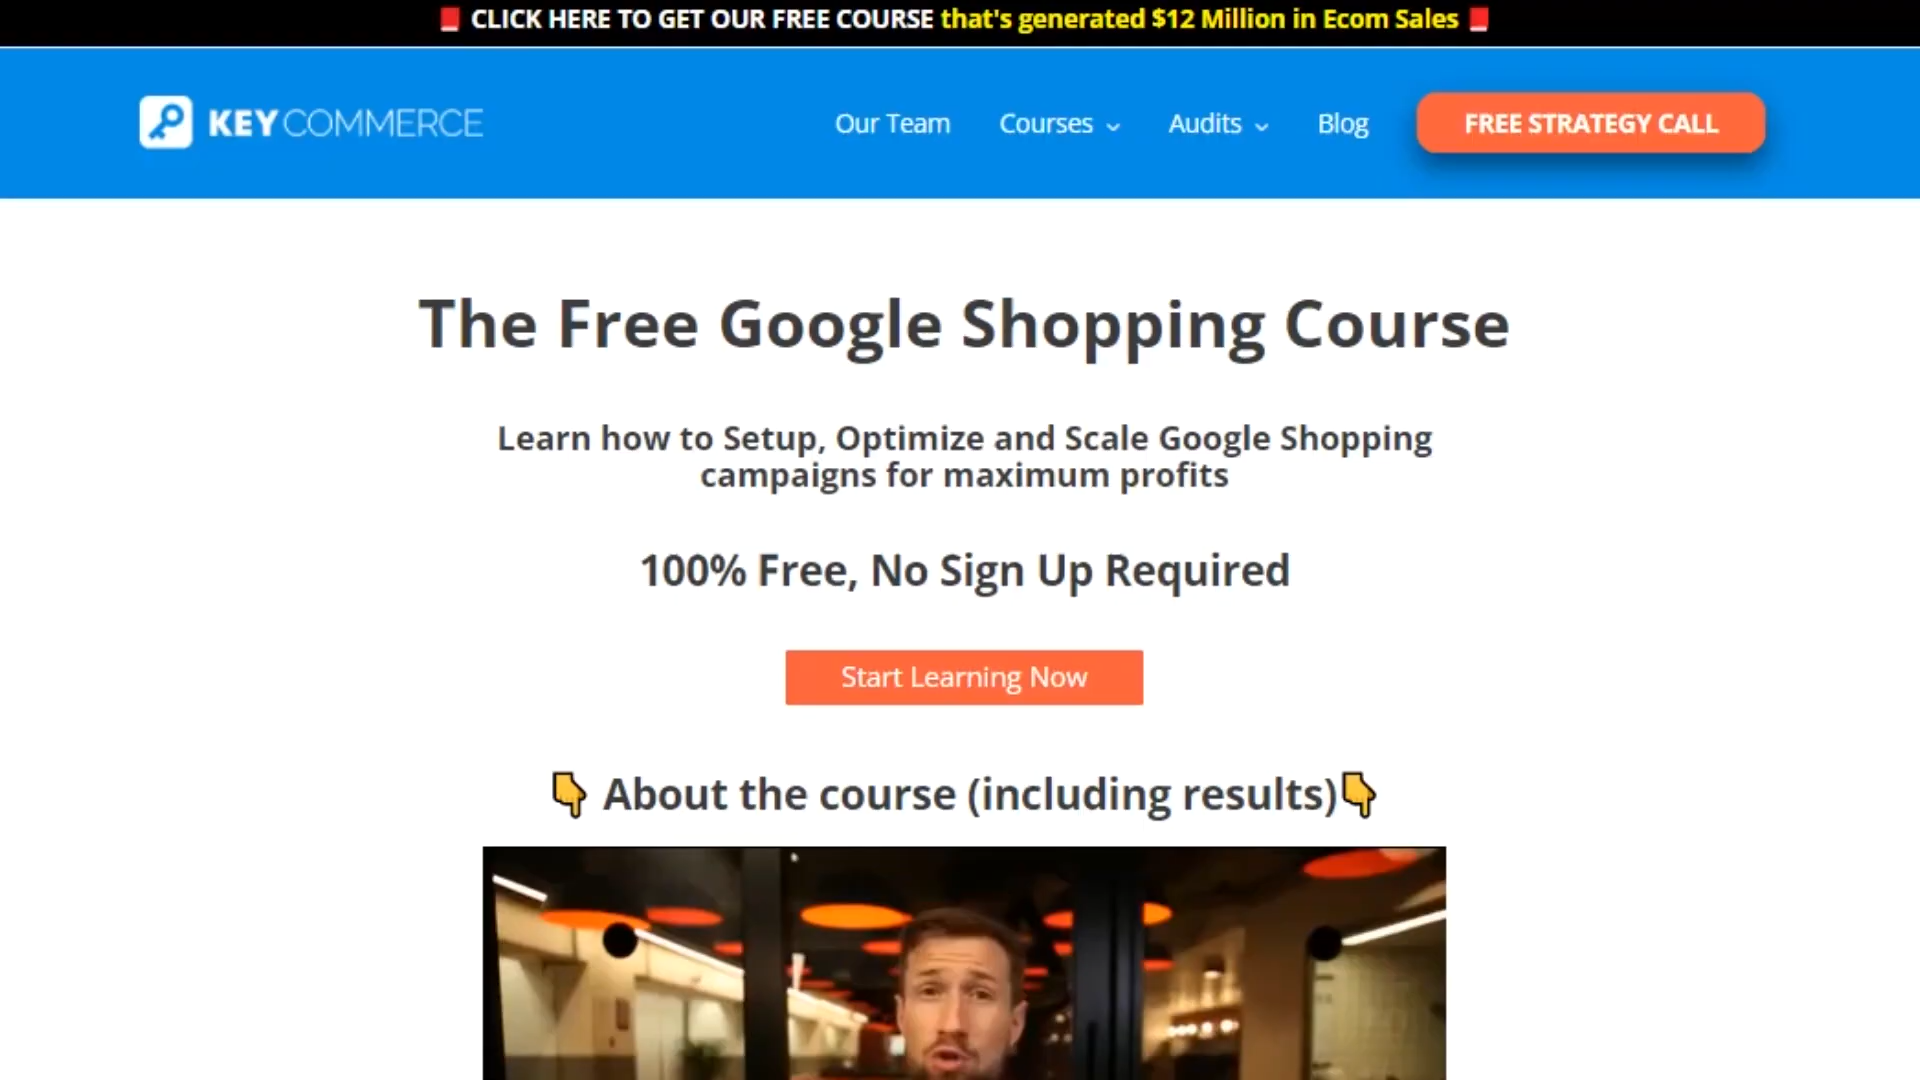 CLICK HERE TO GET OUR FREE COURSE that's generated $12 Million in Ecom Sales
KEYCOMMERCE
Our Team
Courses
Audits
Blog
FREE STRATEGY CALL
The Free Google Shopping Course
Learn how to Setup, Optimize and Scale Google Shopping
campaigns for maximum profits
100% Free, No Sign Up Required
Start Learning Now
About the course (including results)